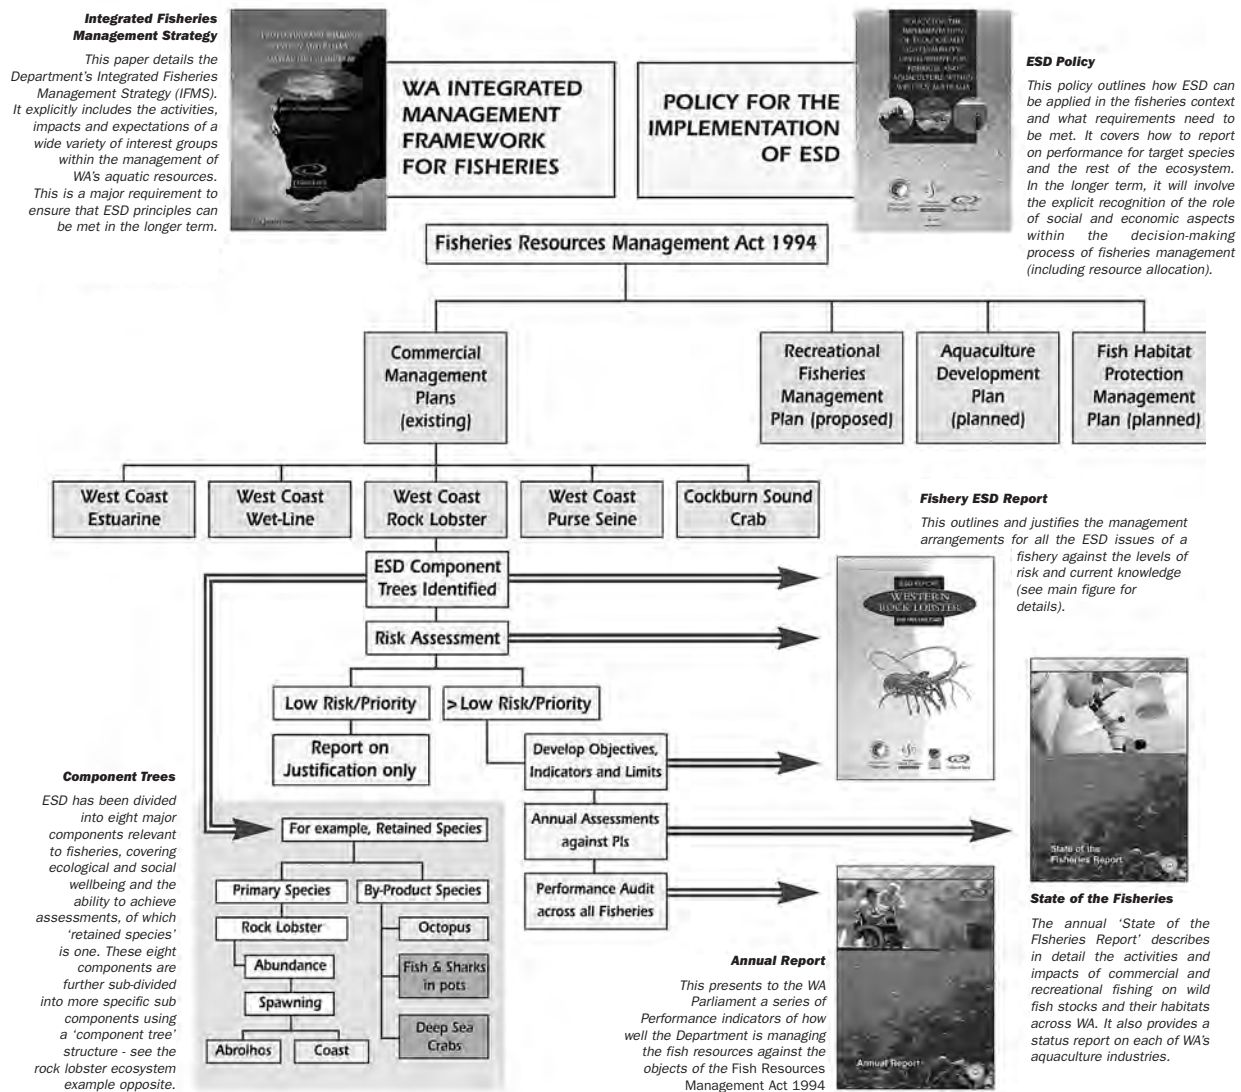 Integrated Fisheries
Management Strategy
This paper details the
Department's Integrated Fisheries
Management Strategy (IFMS).
It explicitly includes the activities,
impacts and expectations of a
wide variety of interest groups
within the management of
WA's aquatic resources.
This is a major requirement to
ensure that ESD principles can
be met in the longer term.
WA INTEGRATED
MANAGEMENT
FRAMEWORK
FOR FISHERIES
POLICY FOR THE
IMPLEMENTATION
OF ESD
POLICY FOR THE
IMPLEMENTATION
OF ECOLOGICALLY
SUSTAINABLE
DEVELOPMENT FOR
FISHERIES AND
AQUACULTURE WITHIN
WESTERN AUSTRALIA
ESD Policy
This policy outlines how ESD can
be applied in the fisheries context
and what requirements need to
be met. It covers how to report
on performance for target species
and the rest of the ecosystem.
In the longer term, it will involve
the explicit recognition of the role
of social and economic aspects
within the decision-making
process of fisheries management
(including resource allocation).
Fisheries Resources Management Act 1994
Commercial
Management
Plans
(existing)
Recreational
Fisheries
Management
Plan (proposed)
Aquaculture
Development
Plan
(planned)
Fish Habitat
Protection
Management
Plan (planned)
West Coast
Estuarine
West Coast
Wet-Line
West Coast
Rock Lobster
West Coast
Purse Seine
Cockburn Sound
Crab
Fishery ESD Report
This outlines and justifies the management
arrangements for all the ESD issues of a
fishery against the levels of
risk and current knowledge
(see main figure for
details).
ESD Component
Trees Identified
Risk Assessment
Low Risk/Priority
> Low Risk/Priority
Report on
Justification only
Develop Objectives,
Indicators and Limits
Annual Assessments
against PIs
Performance Audit
across all Fisheries
ESD REPORT
WESTERN
ROCK LOBSTER
State of the
Fisheries Report
State of the Fisheries
The annual 'State of the
FIsheries Report' describes
in detail the activities and
impacts of commercial and
recreational fishing on wild
fish stocks and their habitats
across WA. It also provides a
status report on each of WA's
aquaculture industries.
Component Trees
ESD has been divided
into eight major
components relevant
to fisheries, covering
ecological and social
wellbeing and the
ability to achieve
assessments, of which
'retained species'
is one. These eight
components are
further sub-divided
into more specific sub
components using
a 'component tree'
structure - see the
rock lobster ecosystem
example opposite.
For example, Retained Species
Primary Species
By-Product Species
Rock Lobster
Octopus
Abundance
Fish & Sharks
in pots
Spawning
Deep Sea
Crabs
Abrolhos
Coast
Annual Report
This presents to the WA
Parliament a series of
Performance indicators of how
well the Department is managing
the fish resources against the
objects of the Fish Resources
Management Act 1994
Annual Report